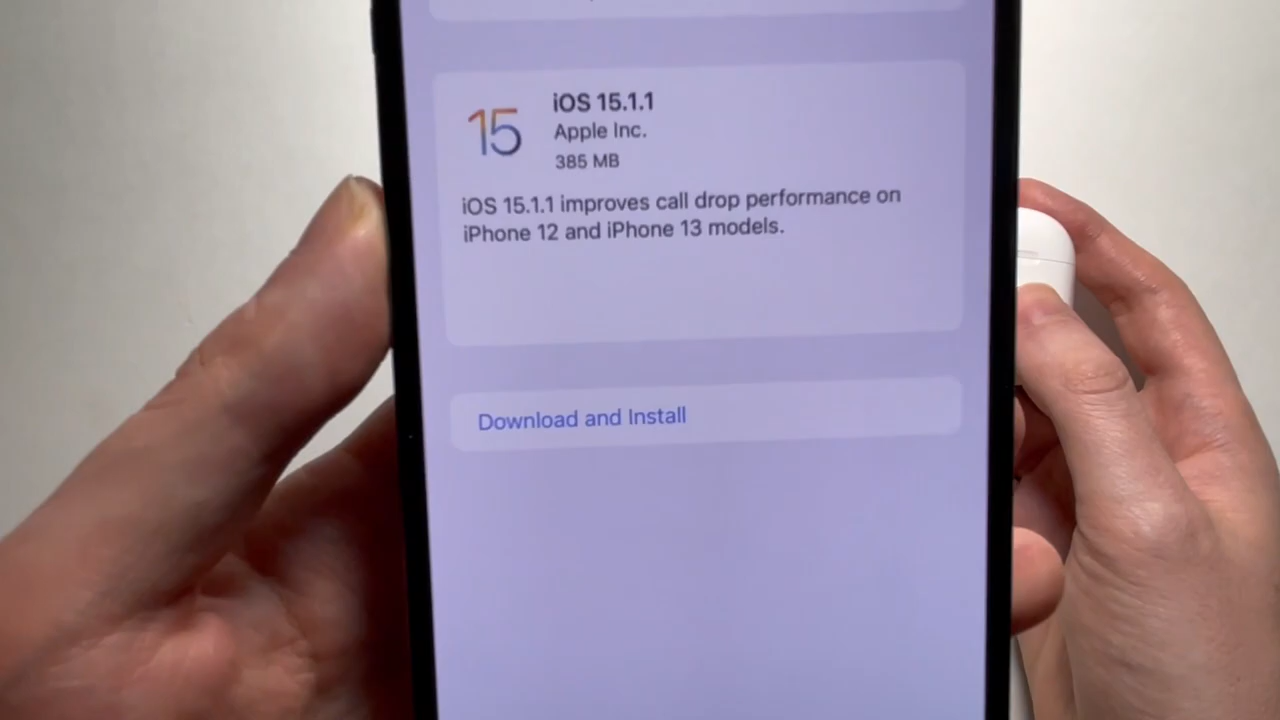 15
iOS 15.1.1
Apple Inc.
385 MB
iOS 15.1.1 improves call drop performance on
iPhone 12 and iPhone 13 models.
Download and Install